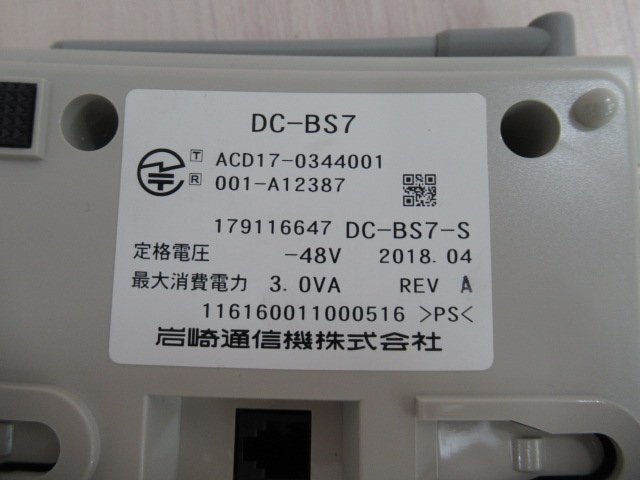 DC-BS7
T ACD17-0344001
R 001-A12387
179116647 DC-BS7-S
定格電圧 -48V 2018.04
最大消費電力 3.0VA REV A
116160011000516 >PS<
岩崎通信機株式会社